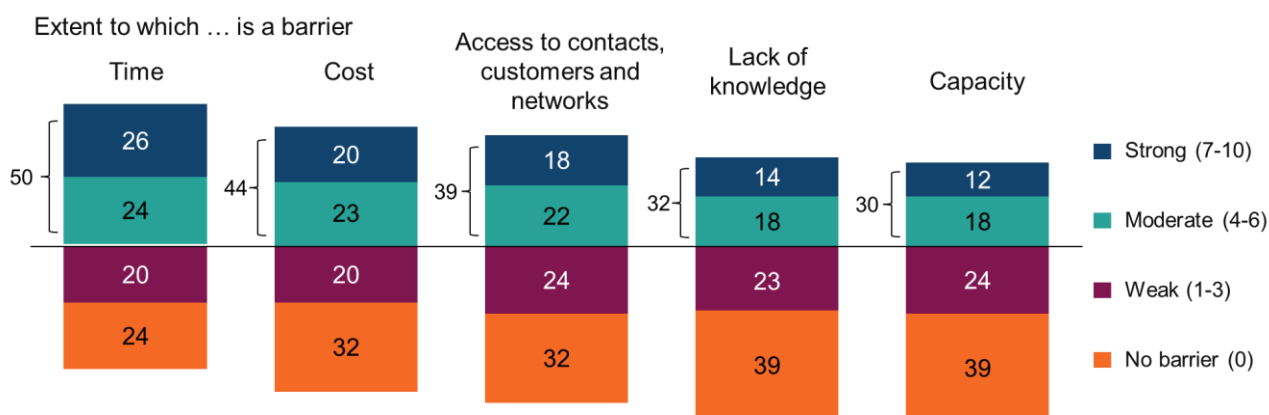 Extent to which … is a barrier
Time
Cost
Access to contacts,
customers and
networks
Lack of
knowledge
Capacity
26
24
50
20
24
20
23
44
20
32
18
22
39
24
32
14
18
32
23
39
12
18
30
24
39
Strong (7-10)
Moderate (4-6)
Weak (1-3)
No barrier (0)